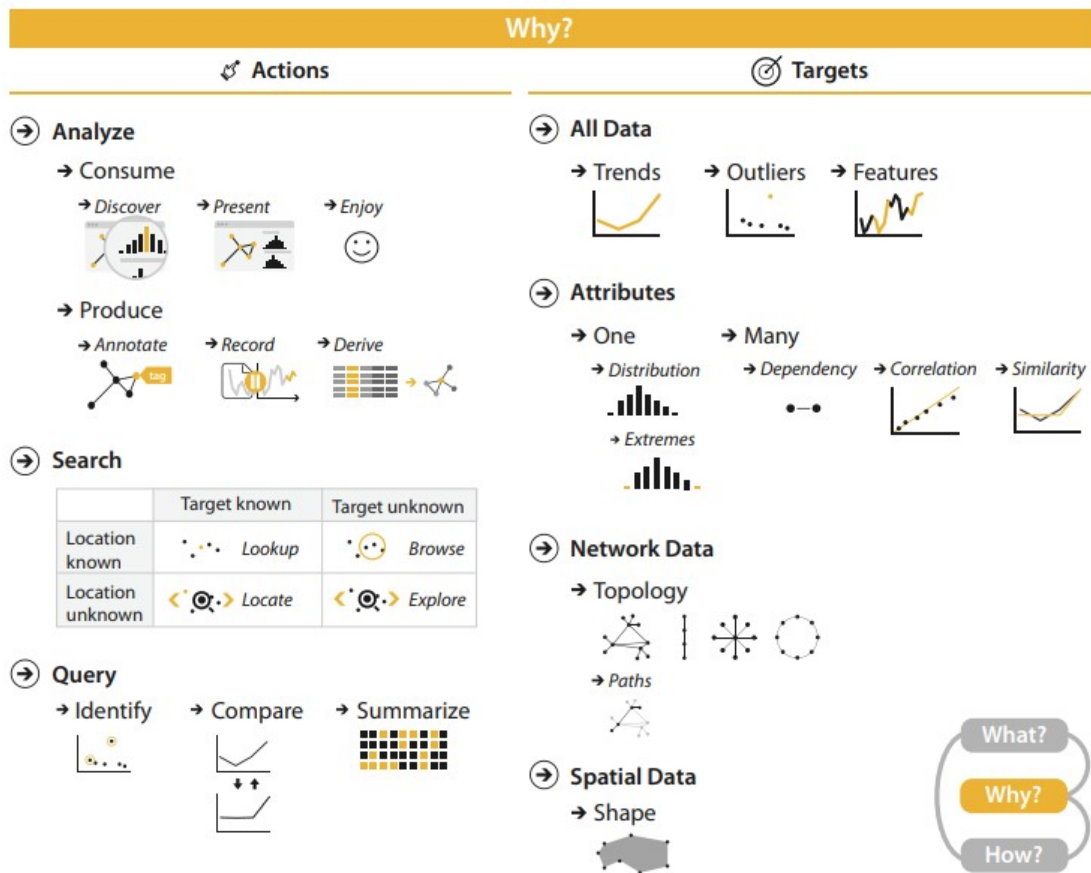 Why?
Actions
Analyze
Consume
Discover
Present
Enjoy
Produce
Annotate
Record
Derive
tag
Search
Target known
Target unknown
Location known
Lookup
Browse
Location unknown
Locate
Explore
Query
Identify
Compare
Summarize
Targets
All Data
Trends
Outliers
Features
Attributes
One
Many
Distribution
Dependency
Correlation
Similarity
Extremes
Network Data
Topology
Paths
Spatial Data
Shape
What?
Why?
How?